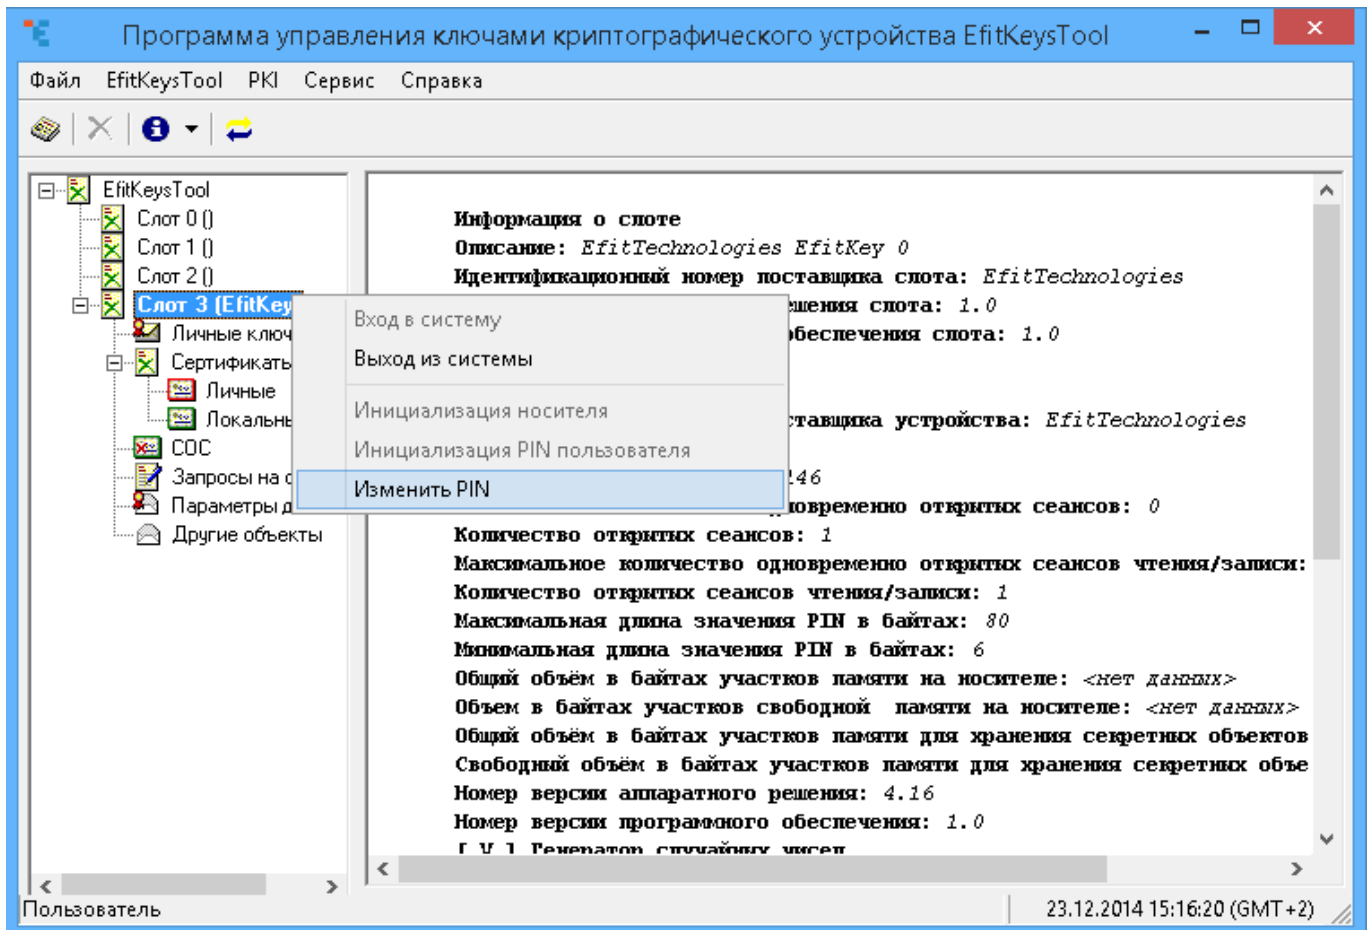 Программа управления ключами криптографического устройства EfitKeysTool
Файл EfitKeysTool PKI Сервис Справка
EfitKeysTool
Слот 0 ()
Слот 1 ()
Слот 2 ()
Слот 3 (EfitKey
Личные ключ
Сертификаты
Личные
Локальны
СОС
Запросы на с
Параметры д
Другие объекты
Вход в систему
Выход из системы
Инициализация носителя
Инициализация PIN пользователя
Изменить PIN
Информация о слоте
Описание: EfitTechnologies EfitKey 0
Идентификационный номер поставщика слота: EfitTechnologies
ешения слота: 1.0
обеспечения слота: 1.0
ставщика устройства: EfitTechnologies
46
новременно открытых сеансов: 0
Количество открытых сеансов: 1
Максимальное количество одновременно открытых сеансов чтения/записи:
Количество открытых сеансов чтения/записи: 1
Максимальная длина значения PIN в байтах: 80
Минимальная длина значения PIN в байтах: 6
Общий объём в байтах участков памяти на носителе: <нет данных>
Объем в байтах участков свободной памяти на носителе: <нет данных>
Общий объём в байтах участков памяти для хранения секретных объектов
Свободный объём в байтах участков памяти для хранения секретных объе
Номер версии аппаратного решения: 4.16
Номер версии программного обеспечения: 1.0
[ V ] Генератор случайных чисел
Пользователь
23.12.2014 15:16:20 (GMT+2)